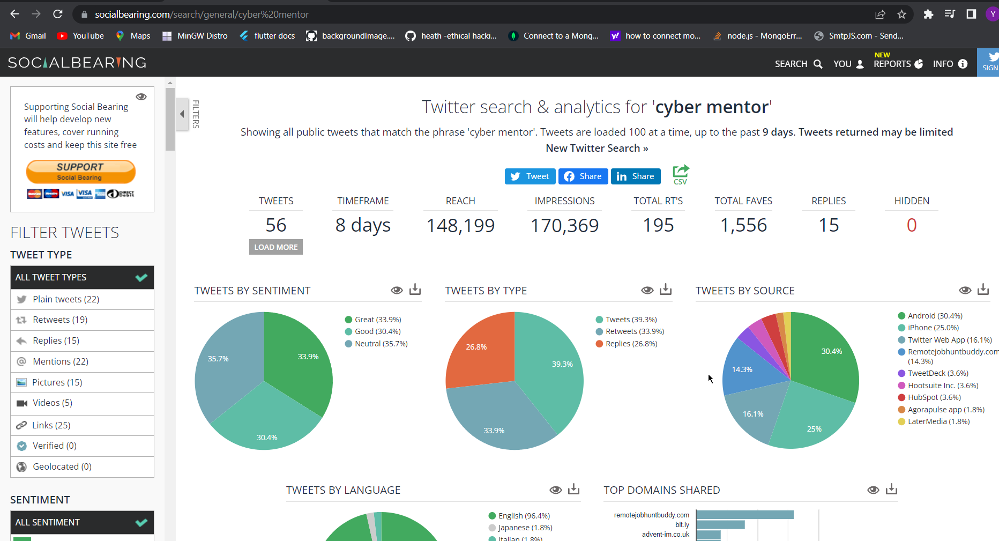 socialbearing.com/search/general/cyber%20mentor
Y
Gmail
YouTube
Maps
MinGW Distro
flutter docs
backgroundImage....
heath -ethical hacki...
Connect to a Mong...
how to connect mo...
node.js - MongoErr...
SmtpJS.com - Send...
SOCIALBEARING
SEARCH
YOU
NEW
REPORTS
INFO
SIGN
Supporting Social Bearing
will help develop new
features, cover running
costs and keep this site free
SUPPORT
Social Bearing
VISA
VISA
DIRECT
Debit
FILTERS
Twitter search & analytics for 'cyber mentor'
Showing all public tweets that match the phrase 'cyber mentor'. Tweets are loaded 100 at a time, up to the past 9 days. Tweets returned may be limited
New Twitter Search »
Tweet
Share
in Share
CSV
TWEETS
56
LOAD MORE
TIMEFRAME
8 days
REACH
148,199
IMPRESSIONS
170,369
TOTAL RT'S
195
TOTAL FAVES
1,556
REPLIES
15
HIDDEN
0
FILTER TWEETS
TWEET TYPE
ALL TWEET TYPES
Plain tweets (22)
Retweets (19)
Replies (15)
Mentions (22)
Pictures (15)
Videos (5)
Links (25)
Verified (0)
Geolocated (0)
SENTIMENT
ALL SENTIMENT
TWEETS BY SENTIMENT
Great (33.9%)
Good (30.4%)
Neutral (35.7%)
35.7%
33.9%
30.4%
TWEETS BY TYPE
Tweets (39.3%)
Retweets (33.9%)
Replies (26.8%)
26.8%
39.3%
33.9%
TWEETS BY SOURCE
Android (30.4%)
iPhone (25.0%)
Twitter Web App (16.1%)
Remotejobhuntbuddy.com
(14.3%)
TweetDeck (3.6%)
Hootsuite Inc. (3.6%)
HubSpot (3.6%)
Agorapulse app (1.8%)
LaterMedia (1.8%)
30.4%
14.3%
16.1%
25%
TWEETS BY LANGUAGE
English (96.4%)
Japanese (1.8%)
Italian (1.8%)
TOP DOMAINS SHARED
remotejobhuntbuddy.com
bit.ly
advent-im.co.uk